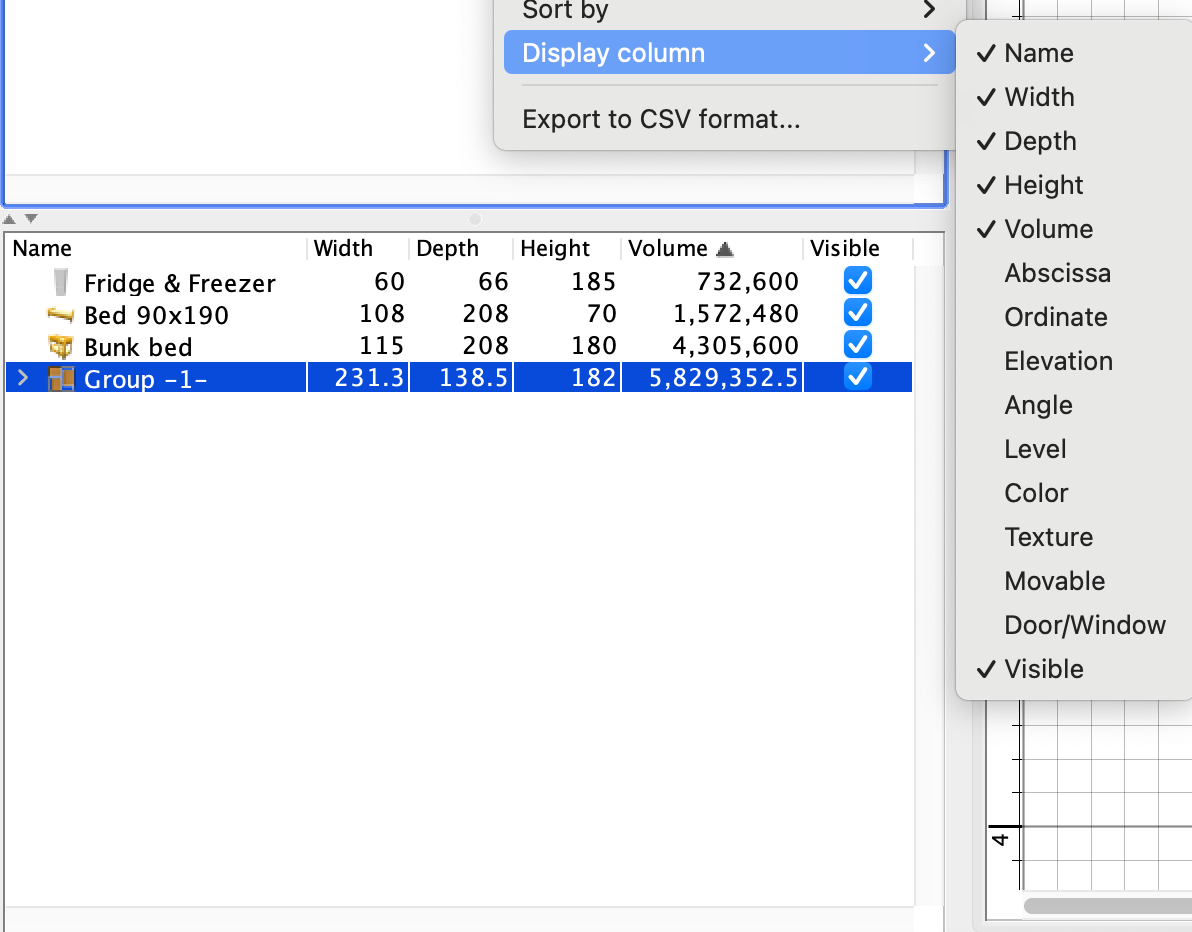 Sort by
Display column
Export to CSV format...
Name
Width
Depth
Height
Volume
Abscissa
Ordinate
Elevation
Angle
Level
Color
Texture
Movable
Door/Window
Visible
Name Width Depth Height Volume Visible
Fridge & Freezer 60 66 185 732,600
Bed 90x190 108 208 70 1,572,480
Bunk bed 115 208 180 4,305,600
Group -1- 231.3 138.5 182 5,829,352.5
4